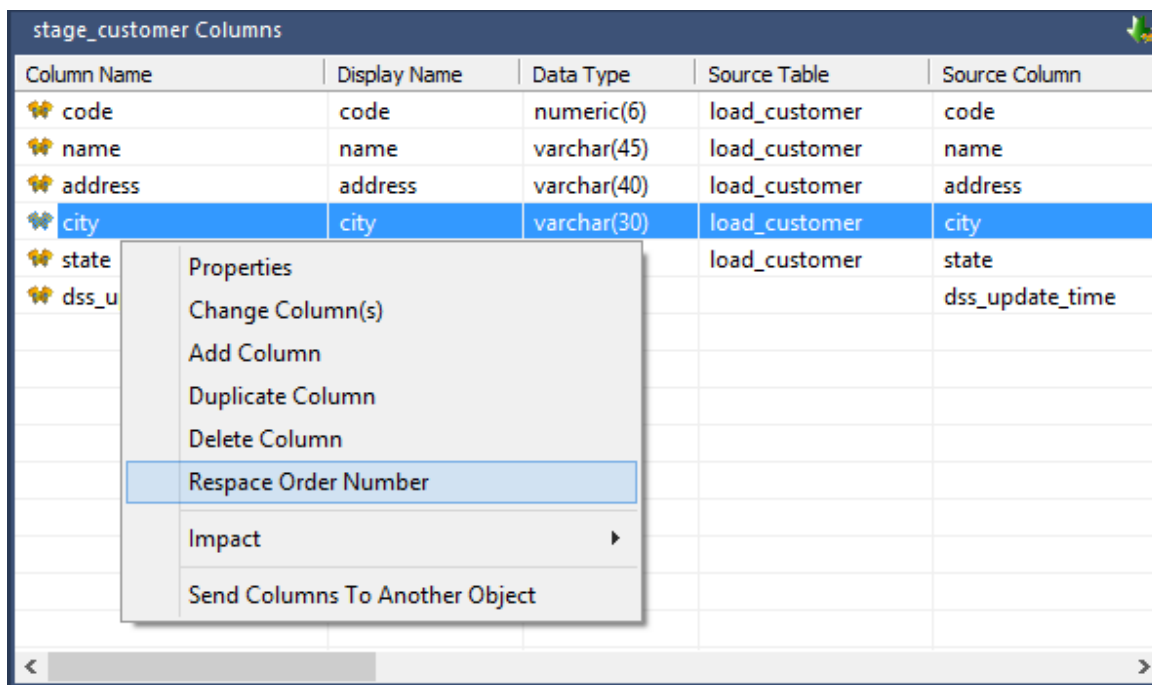 stage_customer Columns
Column Name Display Name Data Type Source Table Source Column
code code numeric(6) load_customer code
name name varchar(45) load_customer name
address address varchar(40) load_customer address
city city varchar(30) load_customer city
state load_customer state
dss_u dss_update_time
Properties
Change Column(s)
Add Column
Duplicate Column
Delete Column
Respace Order Number
Impact
Send Columns To Another Object